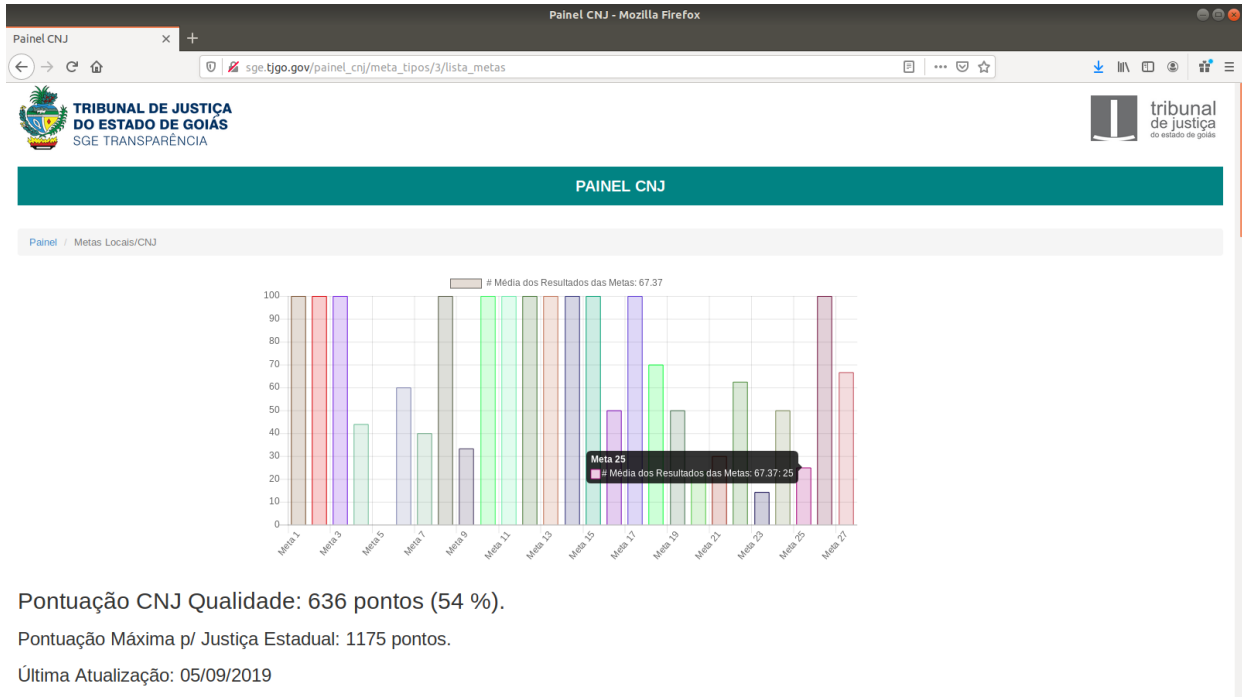 Painel CNJ - Mozilla Firefox
Painel CNJ
sge.tjgo.gov/painel_cnj/meta_tipos/3/lista_metas
TRIBUNAL DE JUSTIÇA
DO ESTADO DE GOIÁS
SGE TRANSPARÊNCIA
tribunal
de justiça
do estado de goiás
PAINEL CNJ
Painel / Metas Locais/CNJ
# Média dos Resultados das Metas: 67.37
100
90
80
70
60
50
40
30
20
10
0
Meta 25
# Média dos Resultados das Metas: 67.37: 25
Meta 1
Meta 3
Meta 5
Meta 7
Meta 9
Meta 11
Meta 13
Meta 15
Meta 17
Meta 19
Meta 21
Meta 23
Meta 25
Meta 27
Pontuação CNJ Qualidade: 636 pontos (54 %).
Pontuação Máxima p/ Justiça Estadual: 1175 pontos.
Última Atualização: 05/09/2019